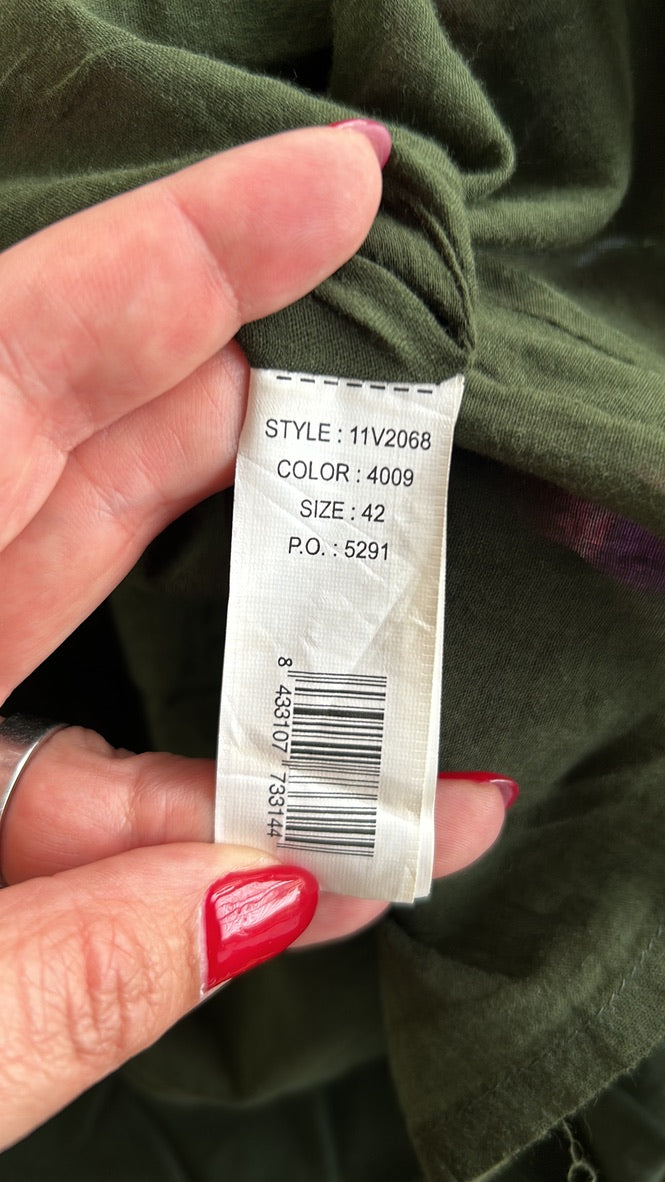 STYLE : 11V2068
COLOR : 4009
SIZE : 42
P.O. : 5291
8 433107 733144